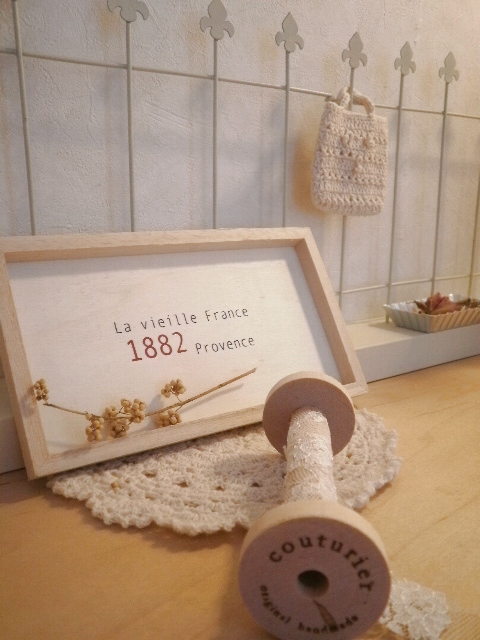 La vieille France
1882 Provence
couturier
original handmade